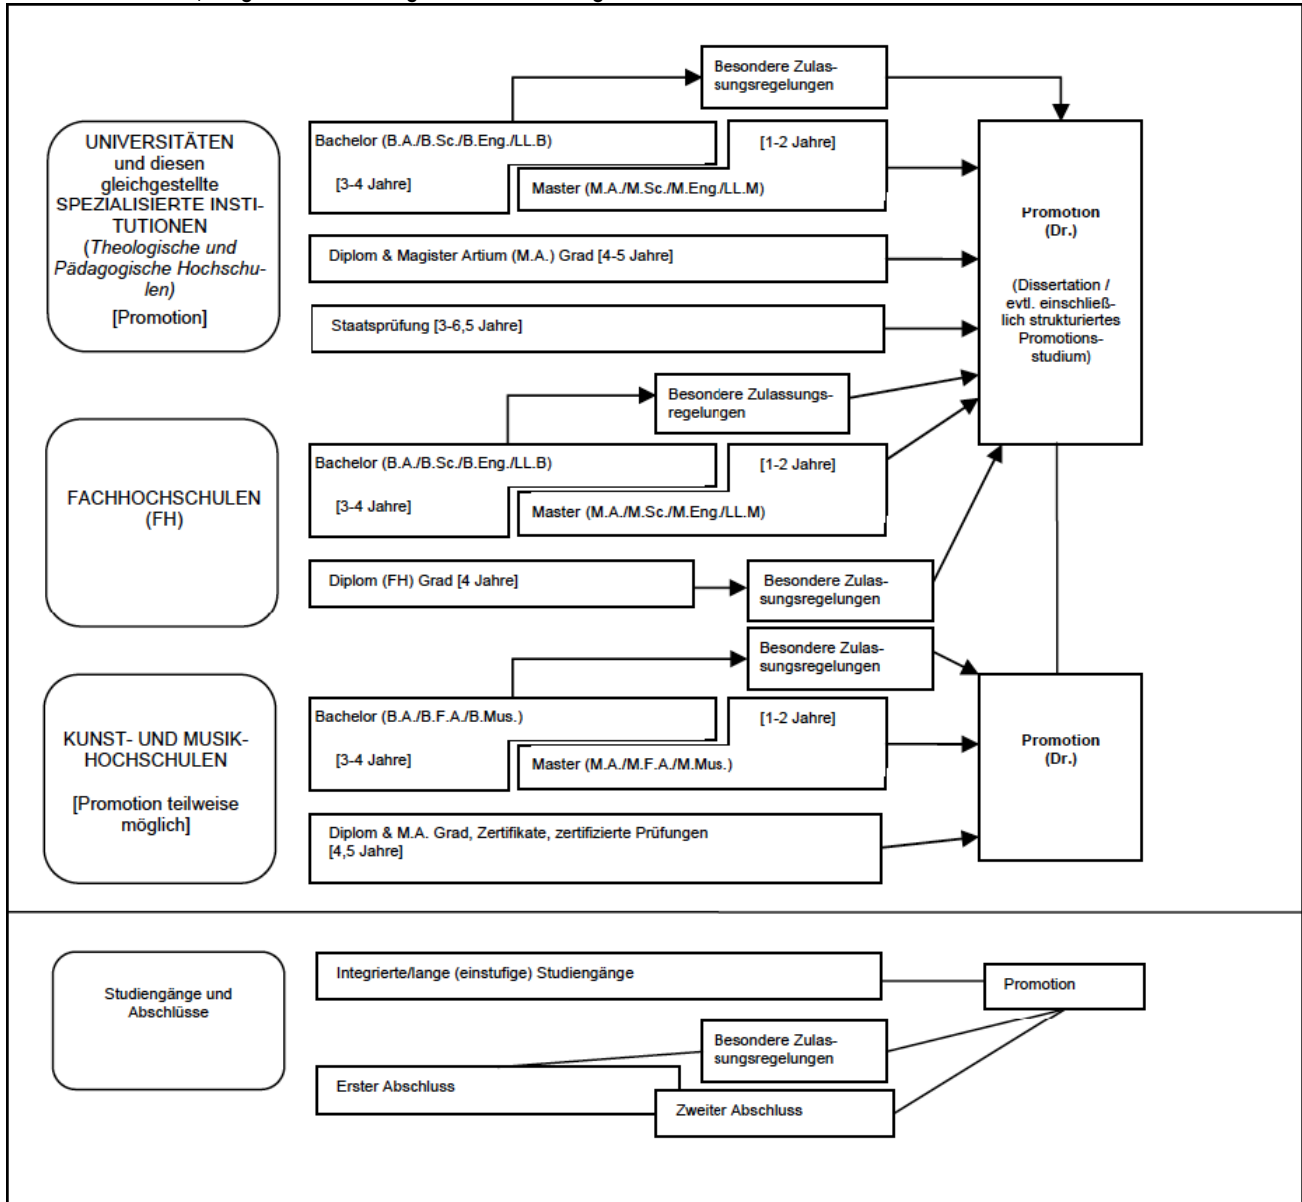 Besondere Zulas-
sungsregelungen
UNIVERSITÄTEN
und diesen
gleichgestellte
SPEZIALISIERTE INSTI-
TUTIONEN
(Theologische und
Pädagogische Hochschu-
len)
[Promotion]
Bachelor (B.A./B.Sc./B.Eng./LL.B)
[3-4 Jahre]
[1-2 Jahre]
Master (M.A./M.Sc./M.Eng./LL.M)
Diplom & Magister Artium (M.A.) Grad [4-5 Jahre]
Staatsprüfung [3-6,5 Jahre]
Promotion
(Dr.)
(Dissertation /
evtl. einschließ-
lich strukturiertes
Promotions-
studium)
Besondere Zulassungs-
regelungen
FACHHOCHSCHULEN
(FH)
Bachelor (B.A./B.Sc./B.Eng./LL.B)
[3-4 Jahre]
[1-2 Jahre]
Master (M.A./M.Sc./M.Eng./LL.M)
Diplom (FH) Grad [4 Jahre]
Besondere Zulas-
sungsregelungen
Besondere Zulas-
sungsregelungen
KUNST- UND MUSIK-
HOCHSCHULEN
[Promotion teilweise
möglich]
Bachelor (B.A./B.F.A./B.Mus.)
[3-4 Jahre]
[1-2 Jahre]
Master (M.A./M.F.A./M.Mus.)
Diplom & M.A. Grad, Zertifikate, zertifizierte Prüfungen
[4,5 Jahre]
Promotion
(Dr.)
Studiengänge und
Abschlüsse
Integrierte/lange (einstufige) Studiengänge
Promotion
Besondere Zulas-
sungsregelungen
Erster Abschluss
Zweiter Abschluss